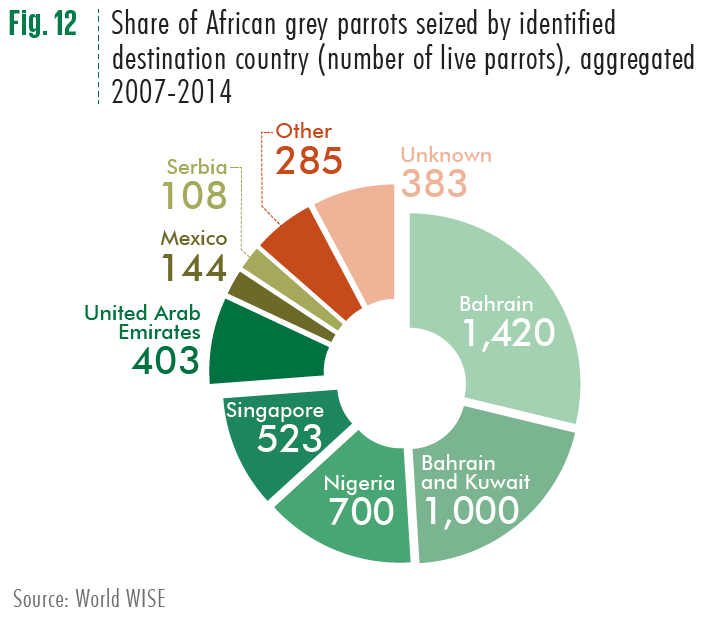 Fig. 12
Share of African grey parrots seized by identified
destination country (number of live parrots), aggregated
2007-2014
Other
285
Unknown
383
Serbia
108
Mexico
144
United Arab
Emirates
403
Singapore
523
Nigeria
700
Bahrain
and Kuwait
1,000
Bahrain
1,420
Source: World WISE